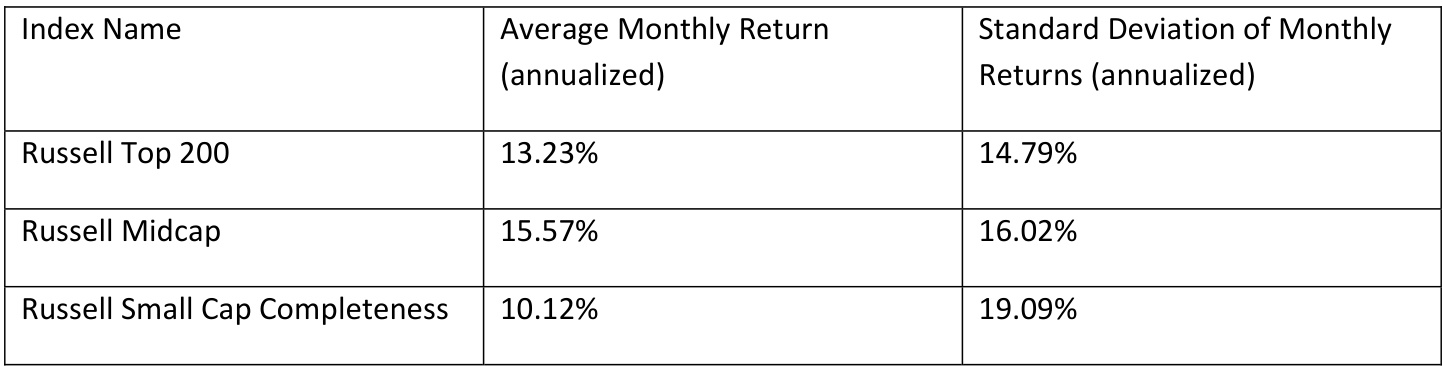 Index Name
Average Monthly Return
(annualized)
Standard Deviation of Monthly
Returns (annualized)
Russell Top 200
13.23%
14.79%
Russell Midcap
15.57%
16.02%
Russell Small Cap Completeness
10.12%
19.09%